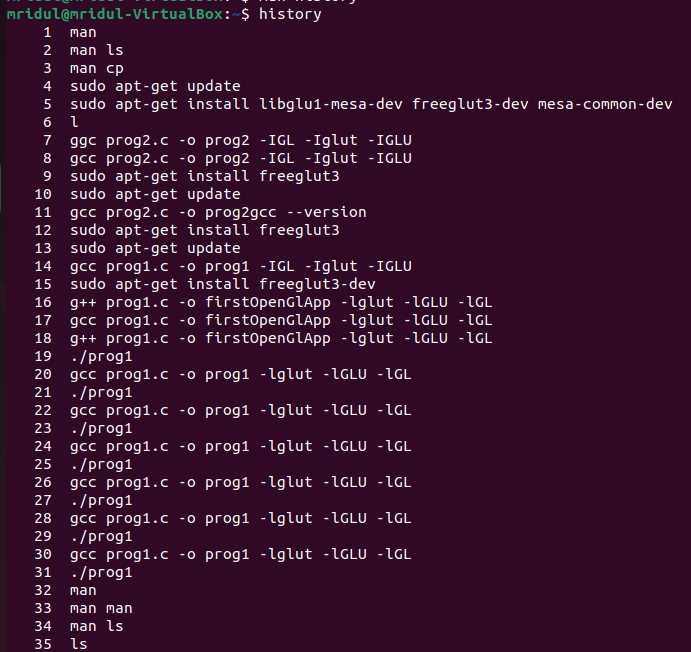 mridul@mridul-VirtualBox:~$ history
1 man
2 man ls
3 man cp
4 sudo apt-get update
5 sudo apt-get install libglu1-mesa-dev freeglut3-dev mesa-common-dev
6 l
7 ggc prog2.c -o prog2 -IGL -Iglut -IGLU
8 gcc prog2.c -o prog2 -IGL -Iglut -IGLU
9 sudo apt-get install freeglut3
10 sudo apt-get update
11 gcc prog2.c -o prog2gcc --version
12 sudo apt-get install freeglut3
13 sudo apt-get update
14 gcc prog1.c -o prog1 -IGL -Iglut -IGLU
15 sudo apt-get install freeglut3-dev
16 g++ prog1.c -o firstOpenGlApp -lglut -lGLU -lGL
17 gcc prog1.c -o firstOpenGlApp -lglut -lGLU -lGL
18 g++ prog1.c -o firstOpenGlApp -lglut -lGLU -lGL
19 ./prog1
20 gcc prog1.c -o prog1 -lglut -lGLU -lGL
21 ./prog1
22 gcc prog1.c -o prog1 -lglut -lGLU -lGL
23 ./prog1
24 gcc prog1.c -o prog1 -lglut -lGLU -lGL
25 ./prog1
26 gcc prog1.c -o prog1 -lglut -lGLU -lGL
27 ./prog1
28 gcc prog1.c -o prog1 -lglut -lGLU -lGL
29 ./prog1
30 gcc prog1.c -o prog1 -lglut -lGLU -lGL
31 ./prog1
32 man
33 man man
34 man ls
35 ls